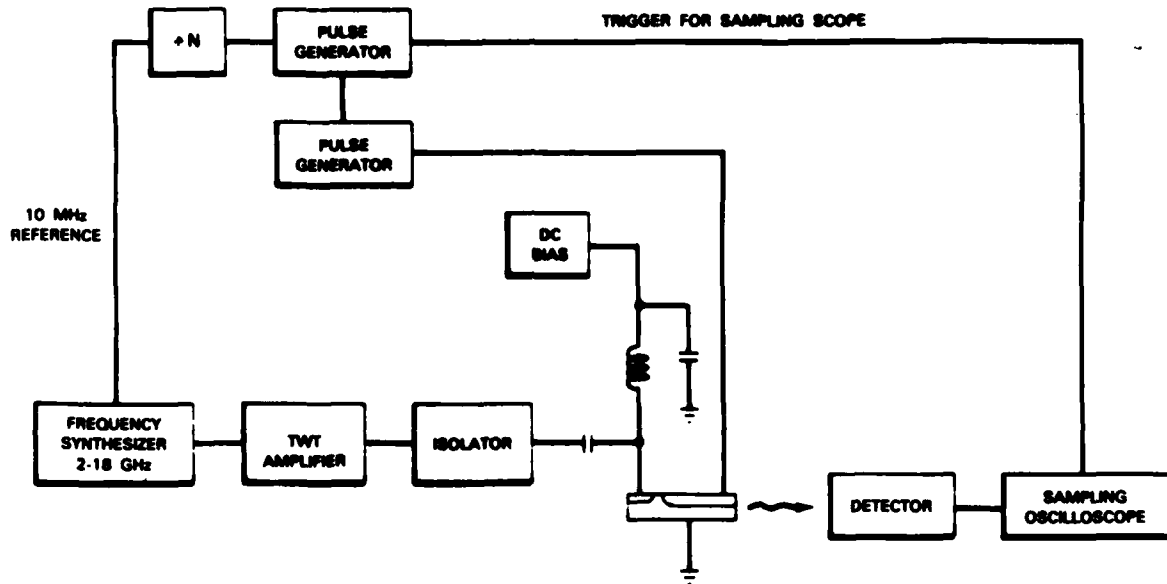 TRIGGER FOR SAMPLING SCOPE
÷ N
PULSE
GENERATOR
PULSE
GENERATOR
10 MHz
REFERENCE
DC
BIAS
FREQUENCY
SYNTHESIZER
2-18 GHz
TWT
AMPLIFIER
ISOLATOR
DETECTOR
SAMPLING
OSCILLOSCOPE